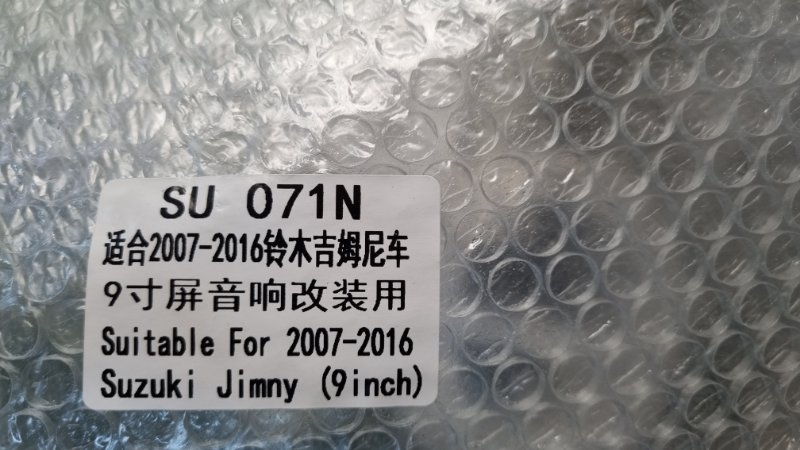 SU 071N
适合2007-2016铃木吉姆尼车
9寸屏音响改装用
Suitable For 2007-2016
Suzuki Jimny (9inch)